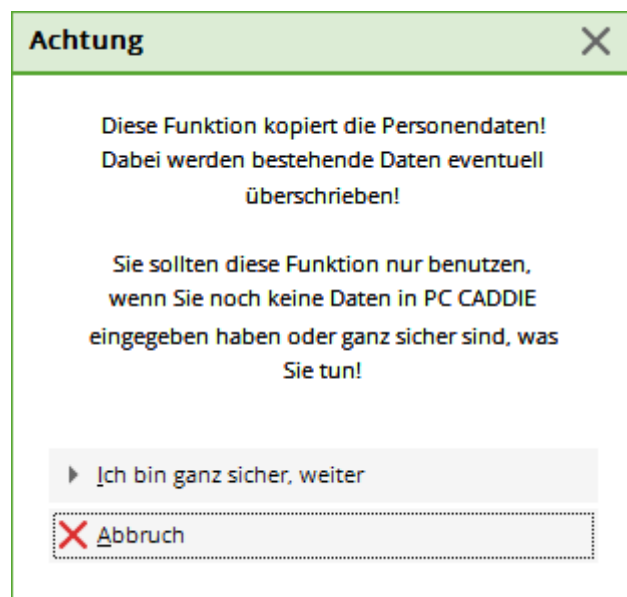 Achtung
Diese Funktion kopiert die Personendaten!
Dabei werden bestehende Daten eventuell
überschrieben!
Sie sollten diese Funktion nur benutzen,
wenn Sie noch keine Daten in PC CADDIE
eingegeben haben oder ganz sicher sind, was
Sie tun!
Ich bin ganz sicher, weiter
Abbruch